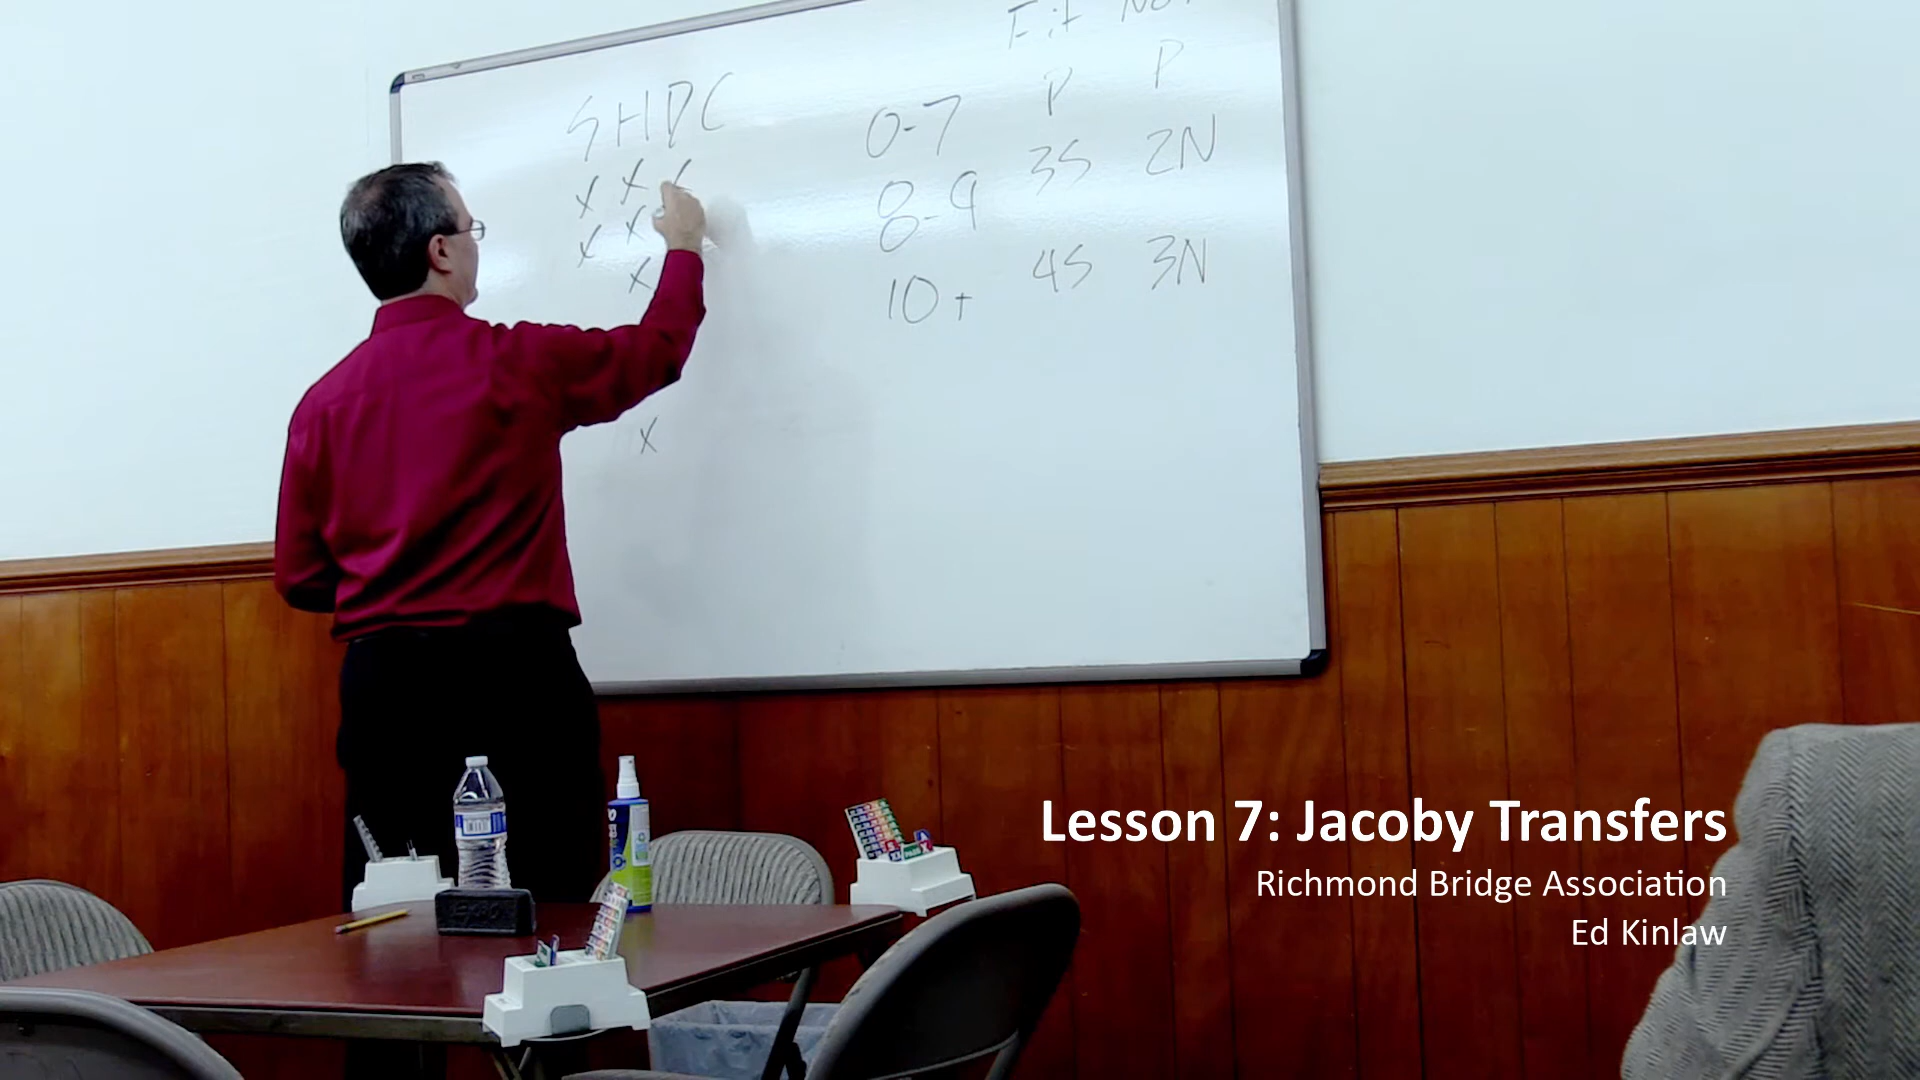 Fit
P P
SHDC 0-7
x x x 8-9 3S 2N
x x
x 10+ 4S 3N
x
Lesson 7: Jacoby Transfers
Richmond Bridge Association
Ed Kinlaw